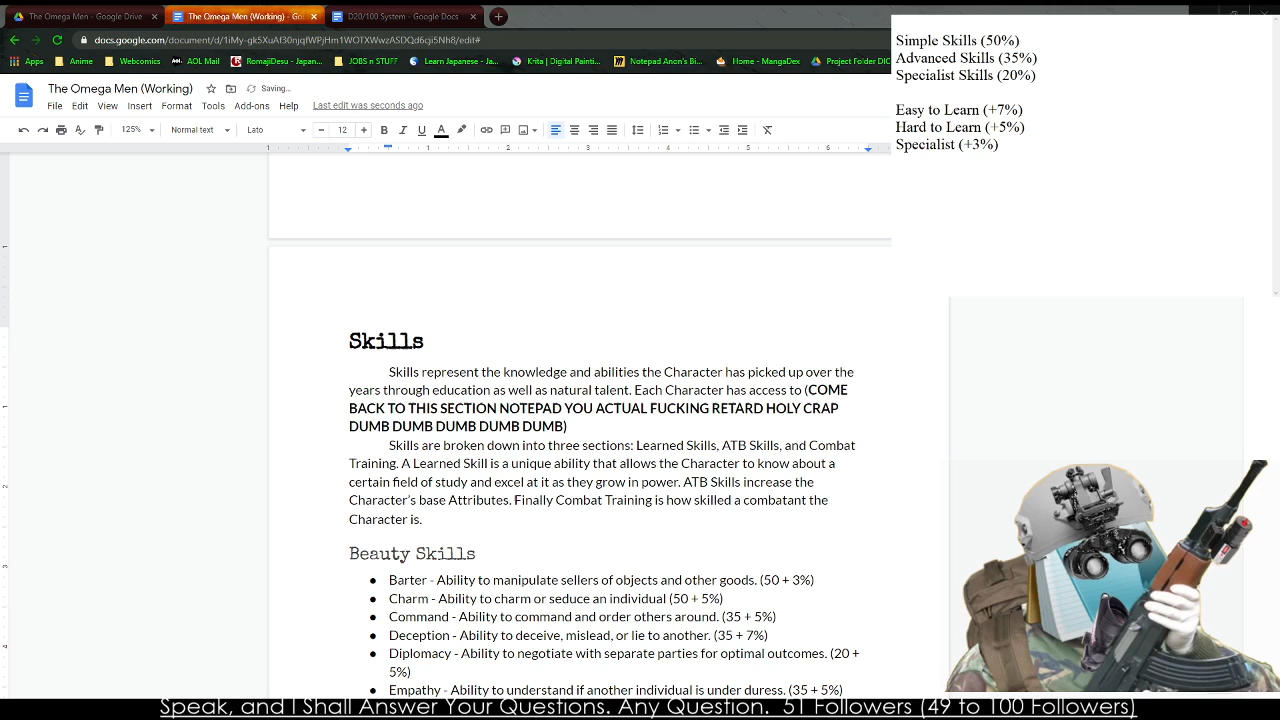 The Omega Men - Google Drive
The Omega Men (Working) - Go
D20/100 System - Google Docs
docs.google.com/document/d/1iMy-gk5XuAf30njqfWPjHm1WOTXWwzASDQd6cji5Nh8/edit#
Apps
Anime
Webcomics
AOL Mail
RomajiDesu - Japan...
JOBS n STUFF
Learn Japanese - Ja...
Krita | Digital Painti...
Notepad Anon's Bi...
Home - MangaDex
Project Folder DIC
The Omega Men (Working)
Saving...
File Edit View Insert Format Tools Add-ons Help
Last edit was seconds ago
125%
Normal text
Lato
12
Simple Skills (50%)
Advanced Skills (35%)
Specialist Skills (20%)
Easy to Learn (+7%)
Hard to Learn (+5%)
Specialist (+3%)
Skills
Skills represent the knowledge and abilities the Character has picked up over the
years through education as well as natural talent. Each Character has access to (COME
BACK TO THIS SECTION NOTEPAD YOU ACTUAL FUCKING RETARD HOLY CRAP
DUMB DUMB DUMB DUMB DUMB)
Skills are broken down into three sections: Learned Skills, ATB Skills, and Combat
Training. A Learned Skill is a unique ability that allows the Character to know about a
certain field of study and excel at it as they grow in power. ATB Skills increase the
Character's base Attributes. Finally Combat Training is how skilled a combatant the
Character is.
Beauty Skills
● Barter - Ability to manipulate sellers of objects and other goods. (50 + 3%)
● Charm - Ability to charm or seduce an individual (50 + 5%)
● Command - Ability to command and order others around. (35 + 5%)
● Deception - Ability to deceive, mislead, or lie to another. (35 + 7%)
● Diplomacy - Ability to negotiate with separate parties for optimal outcomes. (20 +
5%)
● Empathy - Ability to understand if another individual is under duress. (35 + 5%)
Speak, and I Shall Answer Your Questions. Any Question. 51 Followers (49 to 100 Followers)